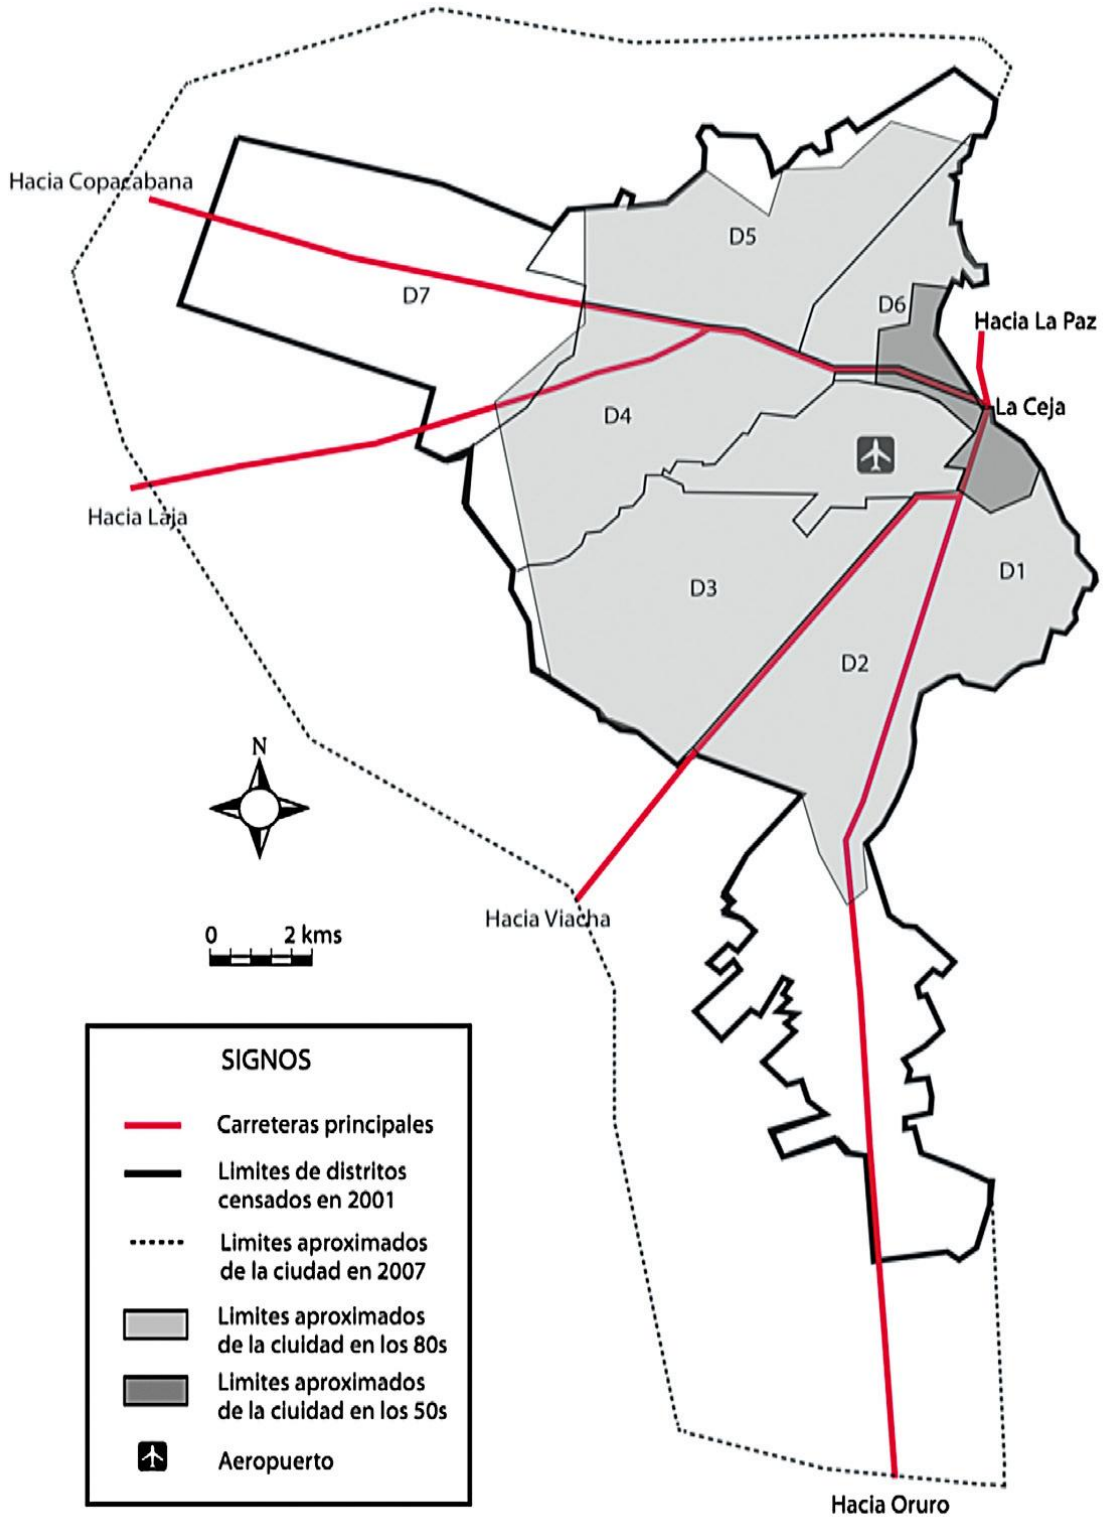 Hacia Copacabana
D5
D7
D6
Hacia La Paz
La Ceja
D4
Hacia Laja
D3
D1
D2
N
Hacia Viacha
0 2 kms
SIGNOS
Carreteras principales
Limites de distritos
censados en 2001
Limites aproximados
de la ciudad en 2007
Limites aproximados
de la ciuidad en los 80s
Limites aproximados
de la ciuidad en los 50s
Aeropuerto
Hacia Oruro